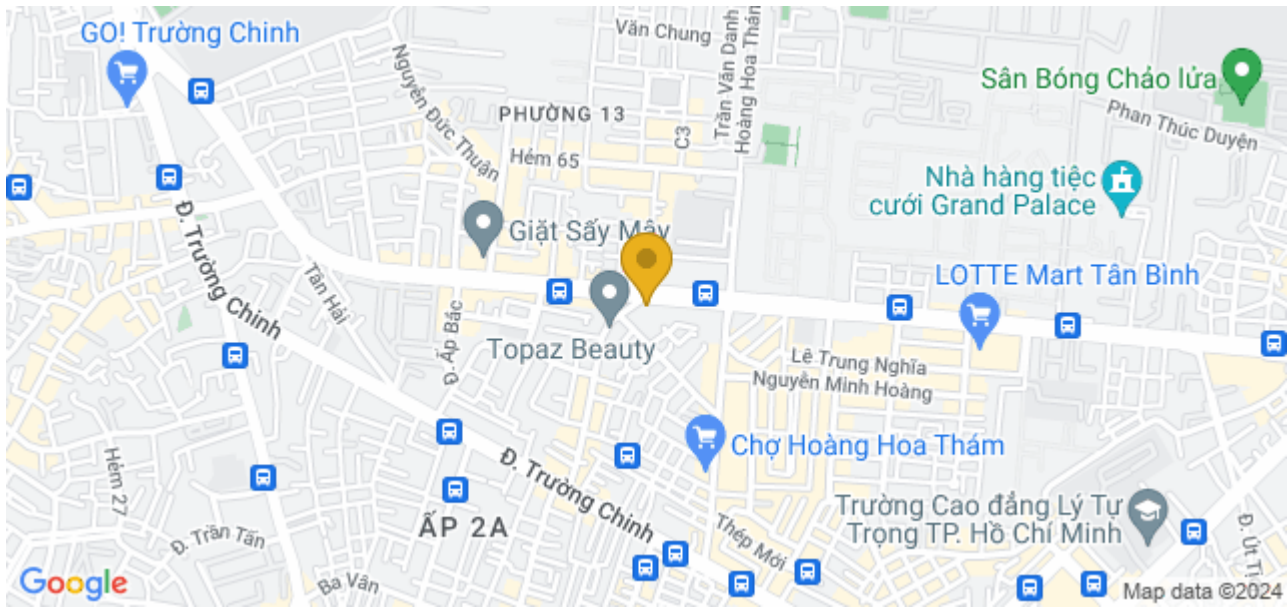 GO! Trường Chinh
Văn Chung
Trần Văn Danh
Hoàng Hoa Thám
Sân Bóng Chảo lửa
Phan Thúc Duyện
Nguyễn Đức Thuận
PHƯỜNG 13
Hẻm 65
C3
Nhà hàng tiệc
cưới Grand Palace
Đ. Trường Chinh
Giặt Sấy Mây
Tân Hải
LOTTE Mart Tân Bình
Đ. Ấp Bắc
Topaz Beauty
Lê Trung Nghĩa
Nguyễn Minh Hoàng
Chợ Hoàng Hoa Thám
Hẻm 27
Đ. Trường Chinh
Trường Cao đẳng Lý Tự
Trọng TP. Hồ Chí Minh
ẤP 2A
Thép Mới
Đ. Trần Tấn
Đ. Út Tị
Ba Vân
Google
Map data ©2024